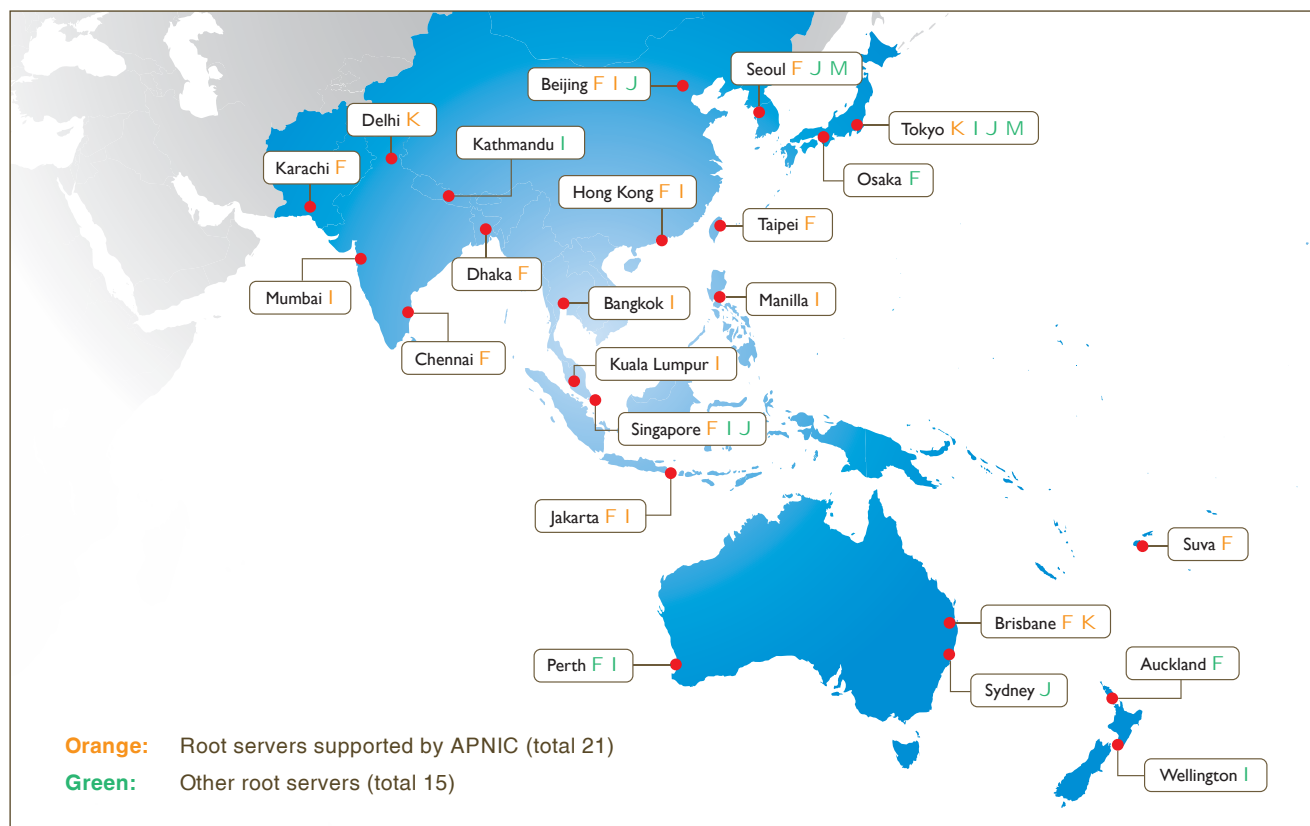 Beijing F I J
Seoul F J M
Delhi K
Kathmandu I
Tokyo K I J M
Karachi F
Osaka F
Hong Kong F I
Taipei F
Dhaka F
Mumbai I
Bangkok I
Manilla I
Chennai F
Kuala Lumpur I
Singapore F I J
Jakarta F I
Suva F
Brisbane F K
Perth F I
Auckland F
Sydney J
Orange: Root servers supported by APNIC (total 21)
Green: Other root servers (total 15)
Wellington I